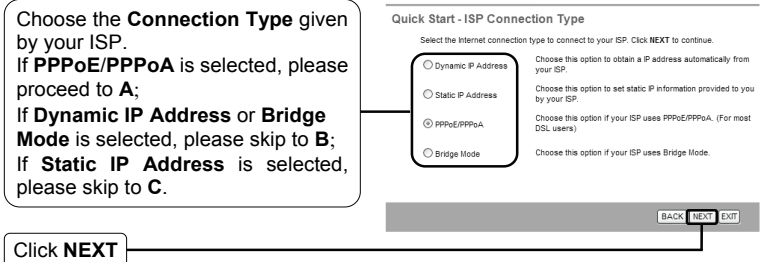 Choose the Connection Type given
by your ISP.
If PPPoE/PPPoA is selected, please
proceed to A;
If Dynamic IP Address or Bridge
Mode is selected, please skip to B;
If Static IP Address is selected,
please skip to C.
Click NEXT
Quick Start - ISP Connection Type
Select the Internet connection type to connect to your ISP. Click NEXT to continue.
Dynamic IP Address
Choose this option to obtain a IP address automatically from
your ISP.
Static IP Address
Choose this option to set static IP information provided to you
by your ISP.
PPPoE/PPPoA
Choose this option if your ISP uses PPPoE/PPPoA. (For most
DSL users)
Bridge Mode
Choose this option if your ISP uses Bridge Mode.
BACK NEXT EXIT